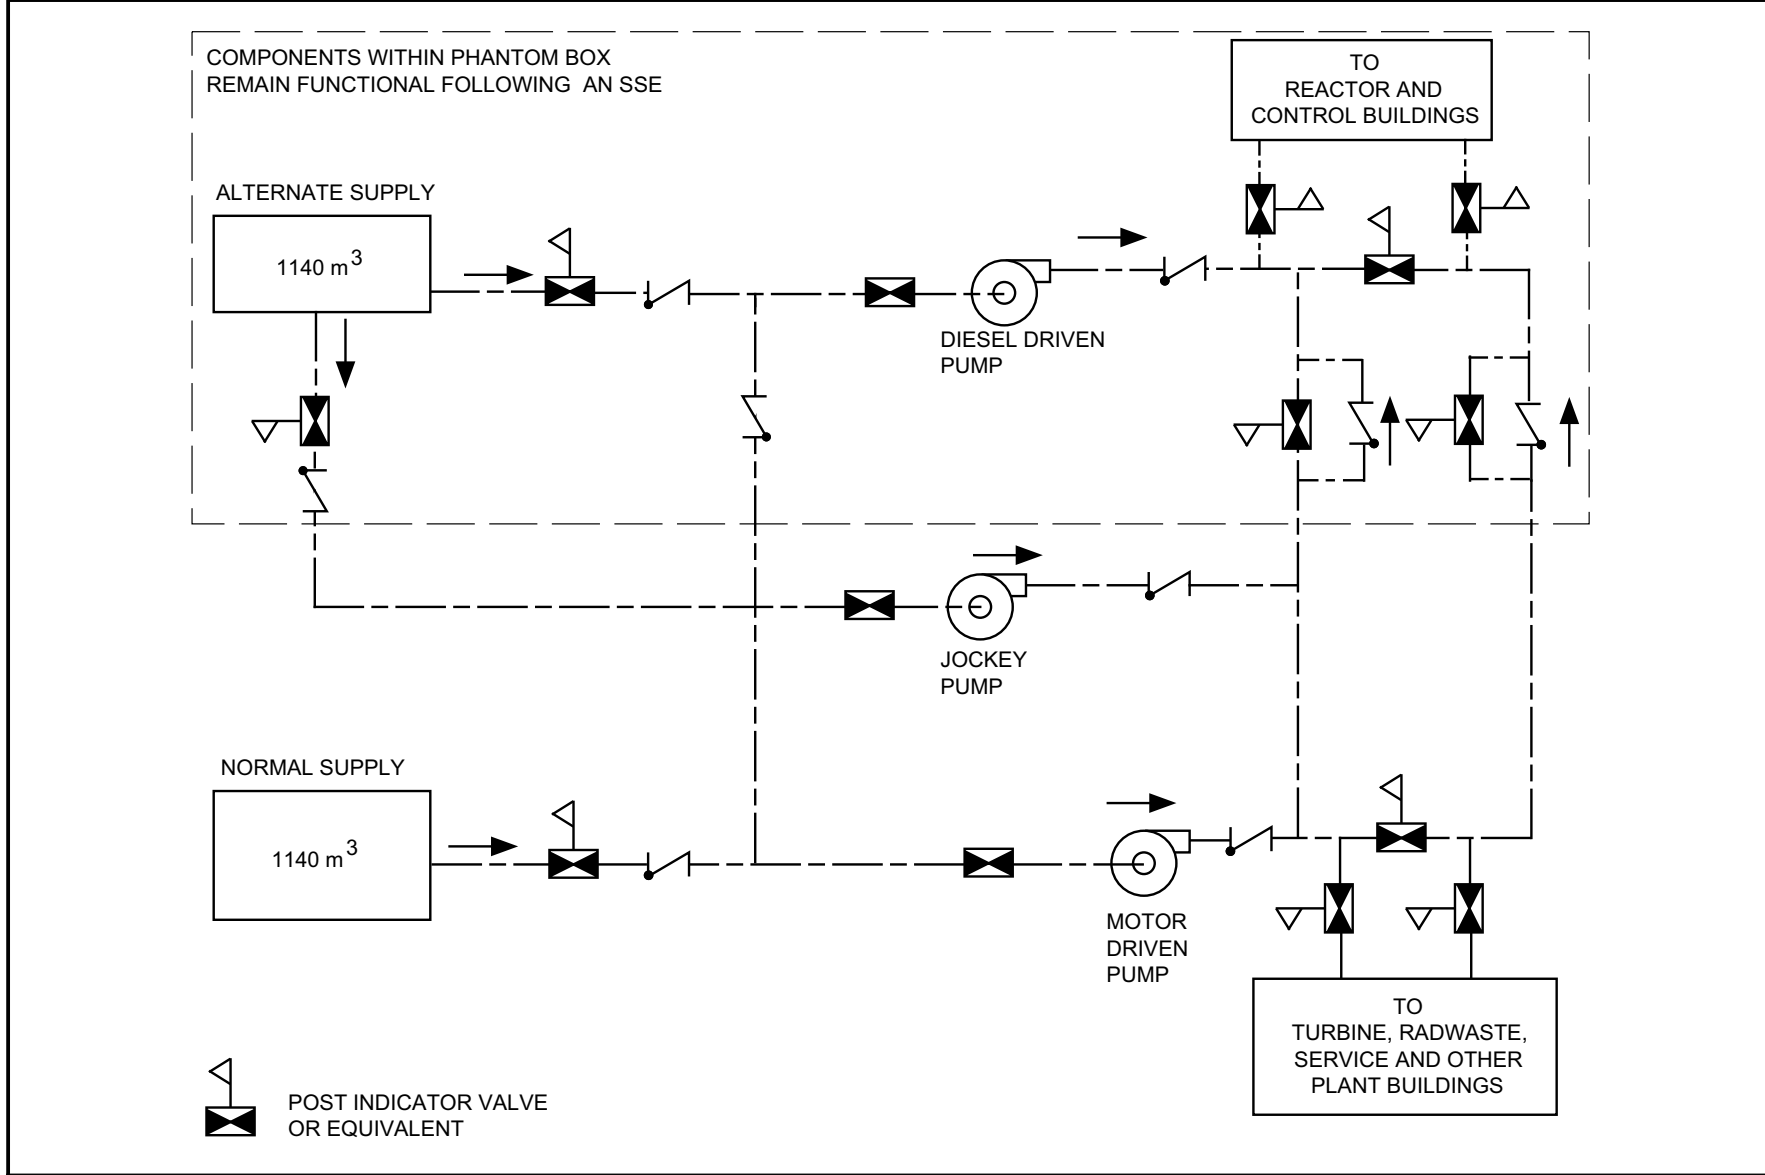 COMPONENTS WITHIN PHANTOM BOX
REMAIN FUNCTIONAL FOLLOWING AN SSE
TO
REACTOR AND
CONTROL BUILDINGS
ALTERNATE SUPPLY
1140 m³
DIESEL DRIVEN
PUMP
JOCKEY
PUMP
NORMAL SUPPLY
1140 m³
MOTOR
DRIVEN
PUMP
TO
TURBINE, RADWASTE,
SERVICE AND OTHER
PLANT BUILDINGS
POST INDICATOR VALVE
OR EQUIVALENT